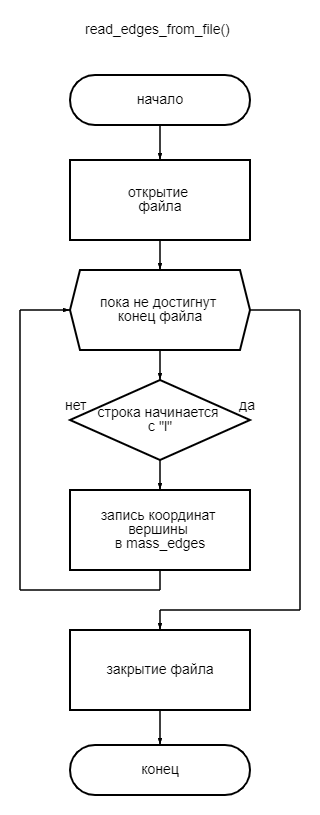 read_edges_from_file()
начало
открытие
файла
пока не достигнут
конец файла
нет
да
строка начинается
с "l"
запись координат
вершины
в mass_edges
закрытие файла
конец